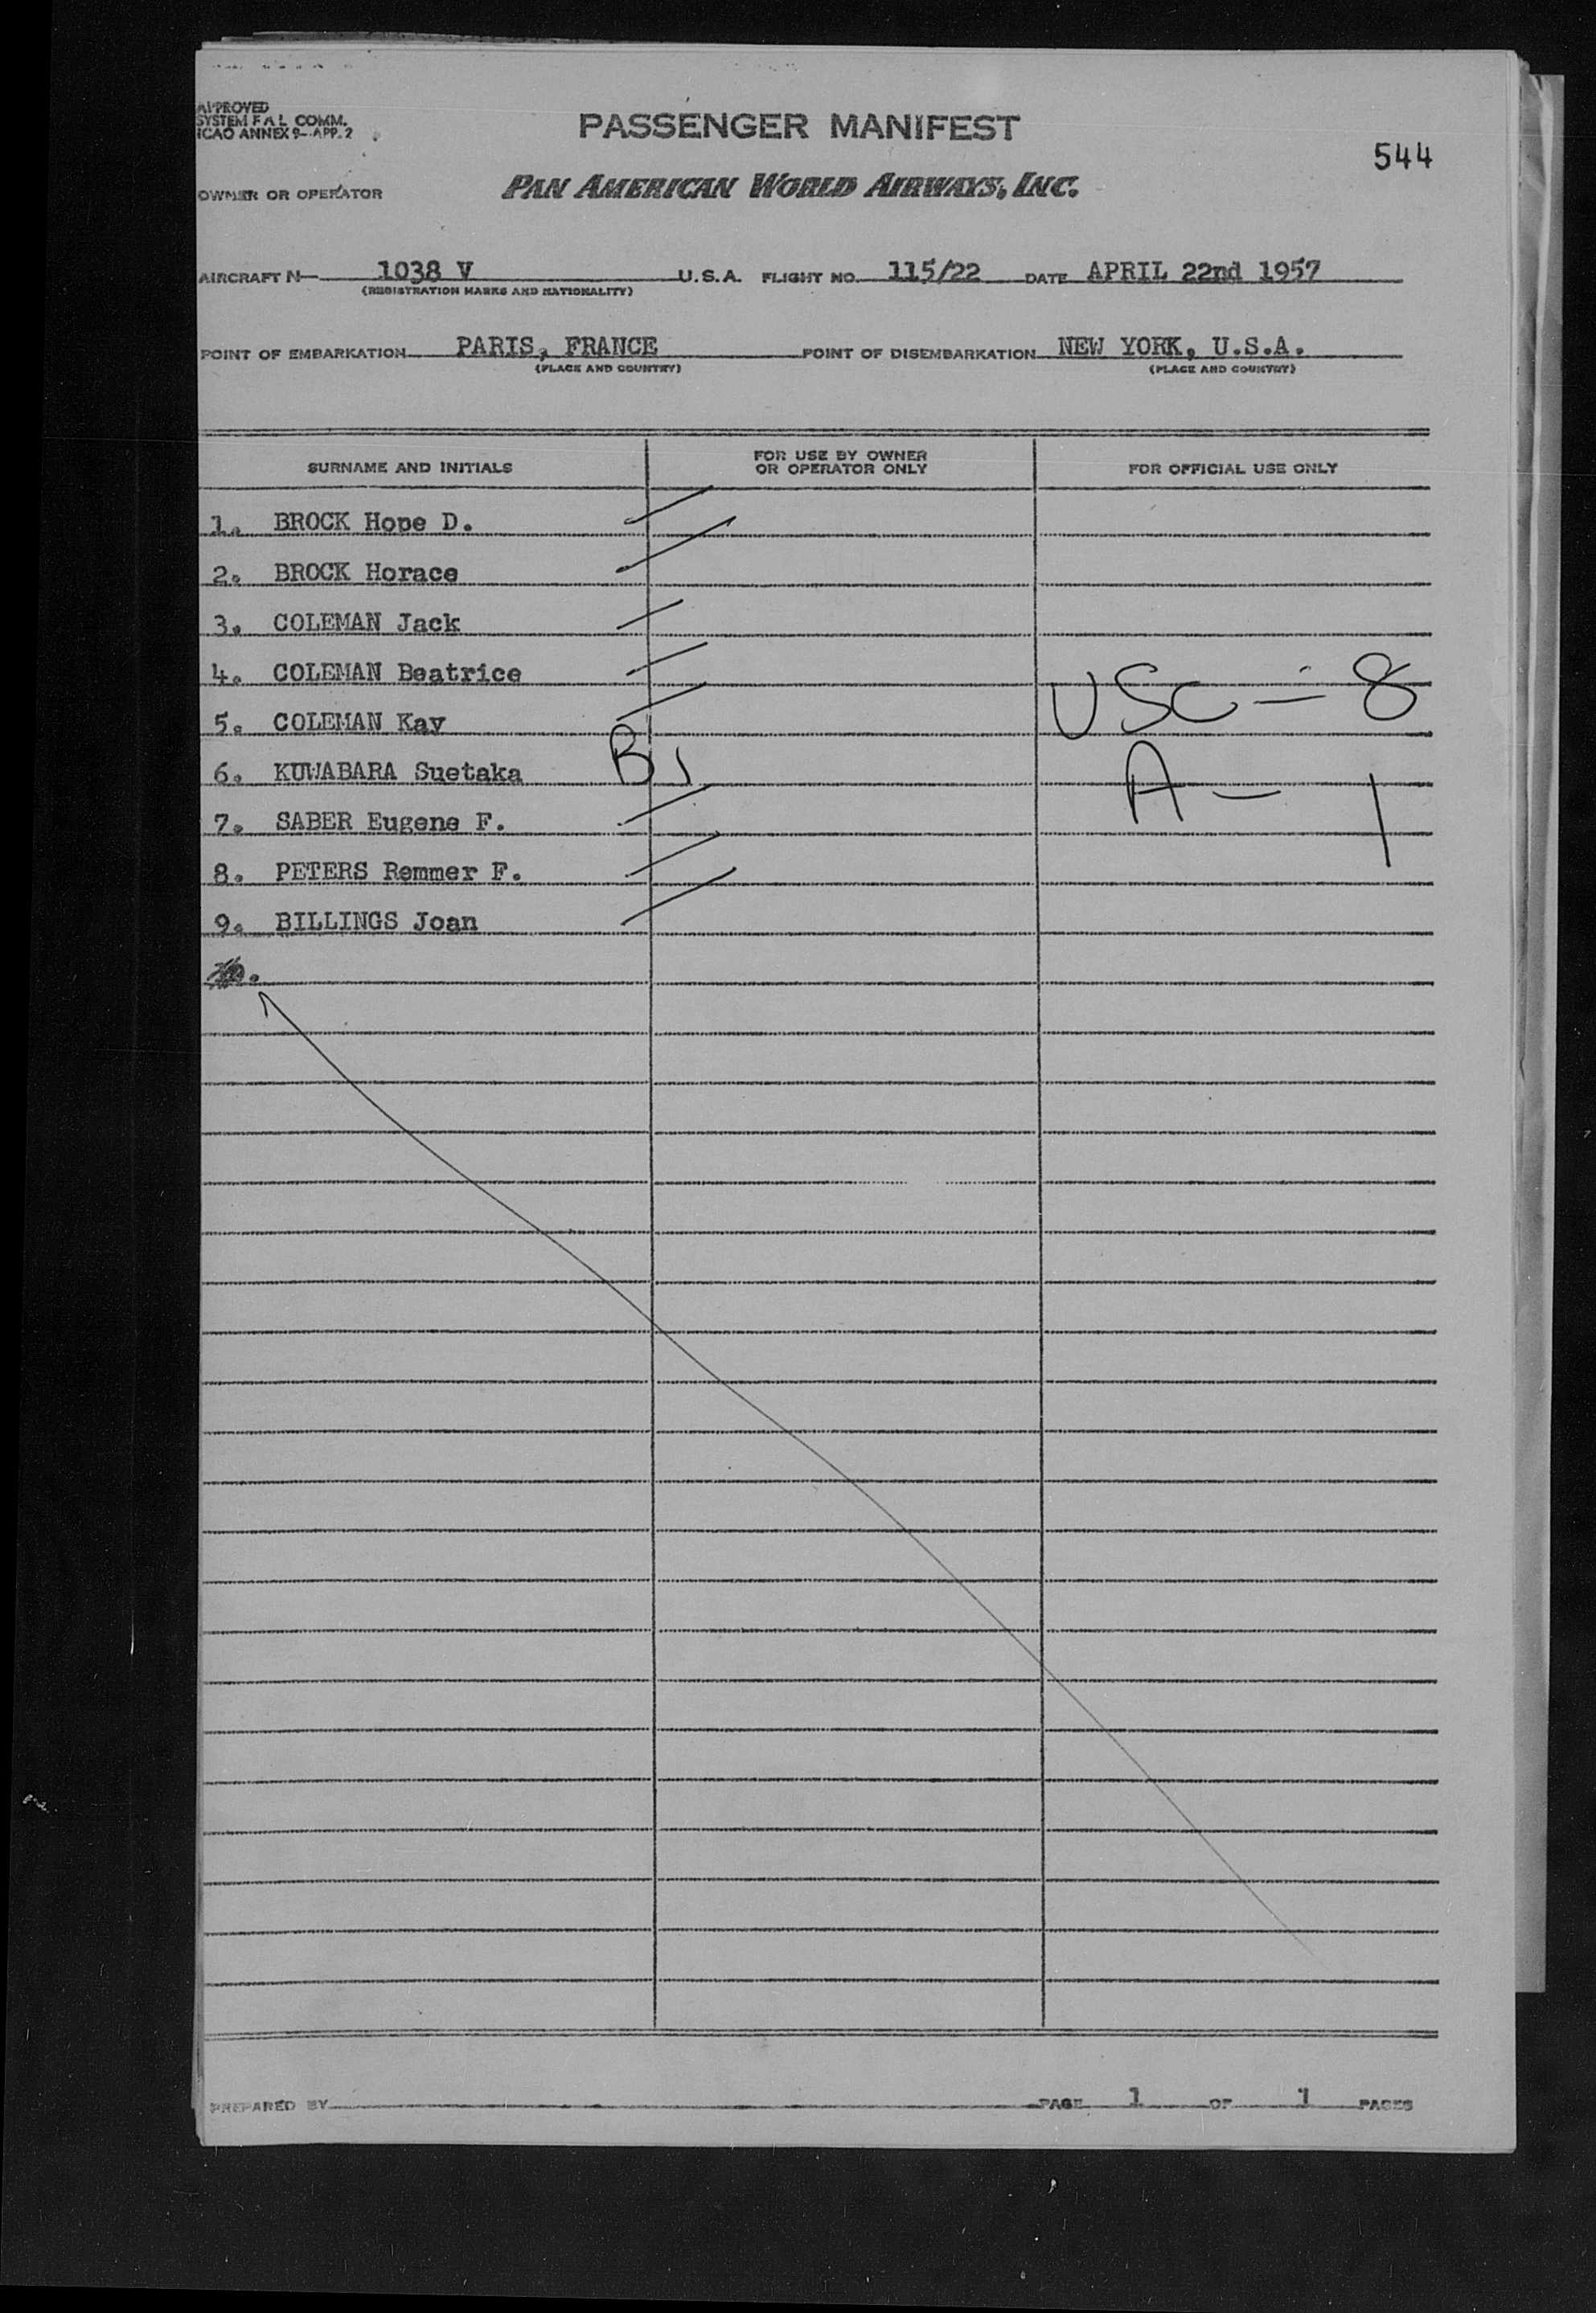 APPROVED
SYSTEM F A L COMM.
ICAO ANNEX 9-APP. 2
PASSENGER MANIFEST
544
OWNER OR OPERATOR PAN AMERICAN WORLD AIRWAYS, INC.
AIRCRAFT N- 1038 V U.S.A. FLIGHT NO. 115/22 DATE APRIL 22nd 1957
(REGISTRATION MARKS AND NATIONALITY)
POINT OF EMBARKATION PARIS, FRANCE POINT OF DISEMBARKATION NEW YORK, U.S.A.
(PLACE AND COUNTRY) (PLACE AND COUNTRY)
SURNAME AND INITIALS FOR USE BY OWNER OR OPERATOR ONLY FOR OFFICIAL USE ONLY
1. BROCK Hope D.
2. BROCK Horace
3. COLEMAN Jack
4. COLEMAN Beatrice USC - 8
5. COLEMAN Kay
6. KUWABARA Suetaka B1 A - 1
7. SABER Eugene F.
8. PETERS Remmer F.
9. BILLINGS Joan
PREPARED BY PAGE 1 OF 1 PAGES